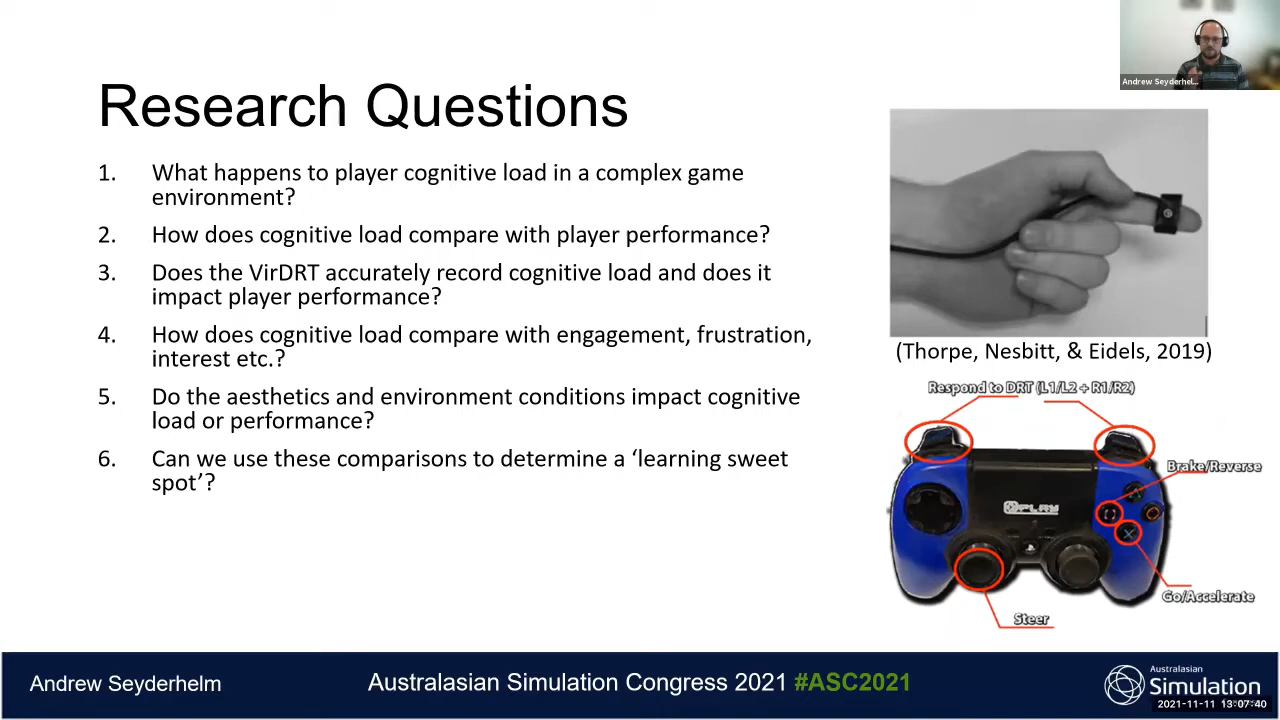 Andrew Seyderhel...
Research Questions
1. What happens to player cognitive load in a complex game
environment?
2. How does cognitive load compare with player performance?
3. Does the VirDRT accurately record cognitive load and does it
impact player performance?
4. How does cognitive load compare with engagement, frustration,
interest etc.?
5. Do the aesthetics and environment conditions impact cognitive
load or performance?
6. Can we use these comparisons to determine a ‘learning sweet
spot’?
(Thorpe, Nesbitt, & Eidels, 2019)
Respond to DRT (L1/L2 + R1/R2)
Brake/Reverse
PLAY
Go/Accelerate
Steer
Andrew Seyderhelm
Australasian Simulation Congress 2021 #ASC2021
Australasian
Simulation
2021-11-11 13:07:40